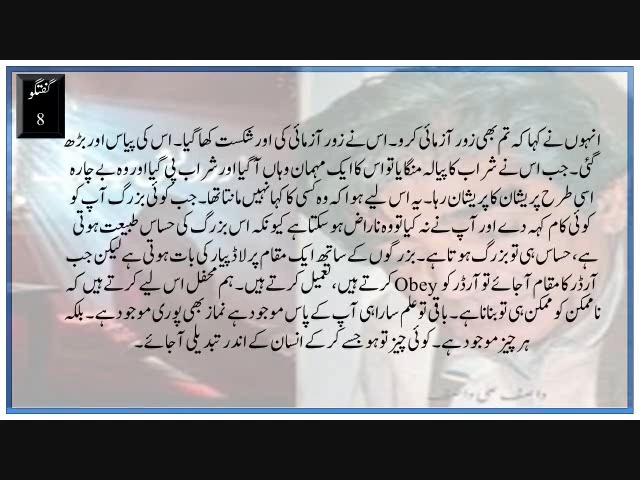 گفتگو
8
انہوں نے کہا کہ تم بھی زور آزمائی کرو۔ اس نے زور آزمائی کی اور شکست کھا گیا۔ اس کی پیاس اور بڑھ
گئی۔ جب اس نے شراب کا پیالہ منگایا تو اس کا ایک مہمان وہاں آ گیا اور شراب پی گیا اور وہ بے چارہ
اسی طرح پریشان کا پریشان رہا۔ یہ اس لیے ہوا کہ وہ کسی کا کہا نہیں مانتا تھا۔ جب کوئی بزرگ آپ کو
کوئی کام کہہ دے اور آپ نے نہ کیا تو وہ ناراض ہو سکتا ہے کیونکہ اس بزرگ کی حساس طبیعت ہوتی
ہے، حساس ہی تو بزرگ ہوتا ہے۔ بزرگوں کے ساتھ ایک مقام پر لاڈ پیار کی بات ہوتی ہے لیکن جب
آرڈر کا مقام آ جائے تو آرڈر کو Obey کرتے ہیں، تعمیل کرتے ہیں۔ ہم محفل اس لیے کرتے ہیں کہ
ناممکن کو ممکن ہی تو بنانا ہے۔ باقی تو علم سارا ہی آپ کے پاس موجود ہے نماز بھی پوری موجود ہے۔ بلکہ
ہر چیز موجود ہے۔ کوئی چیز تو ہو جسے کر کے انسان کے اندر تبدیلی آ جائے۔
واصف علی واصف